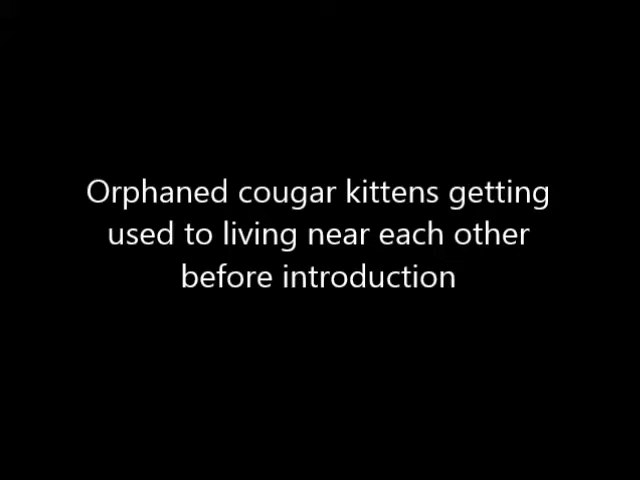 Orphaned cougar kittens getting
used to living near each other
before introduction